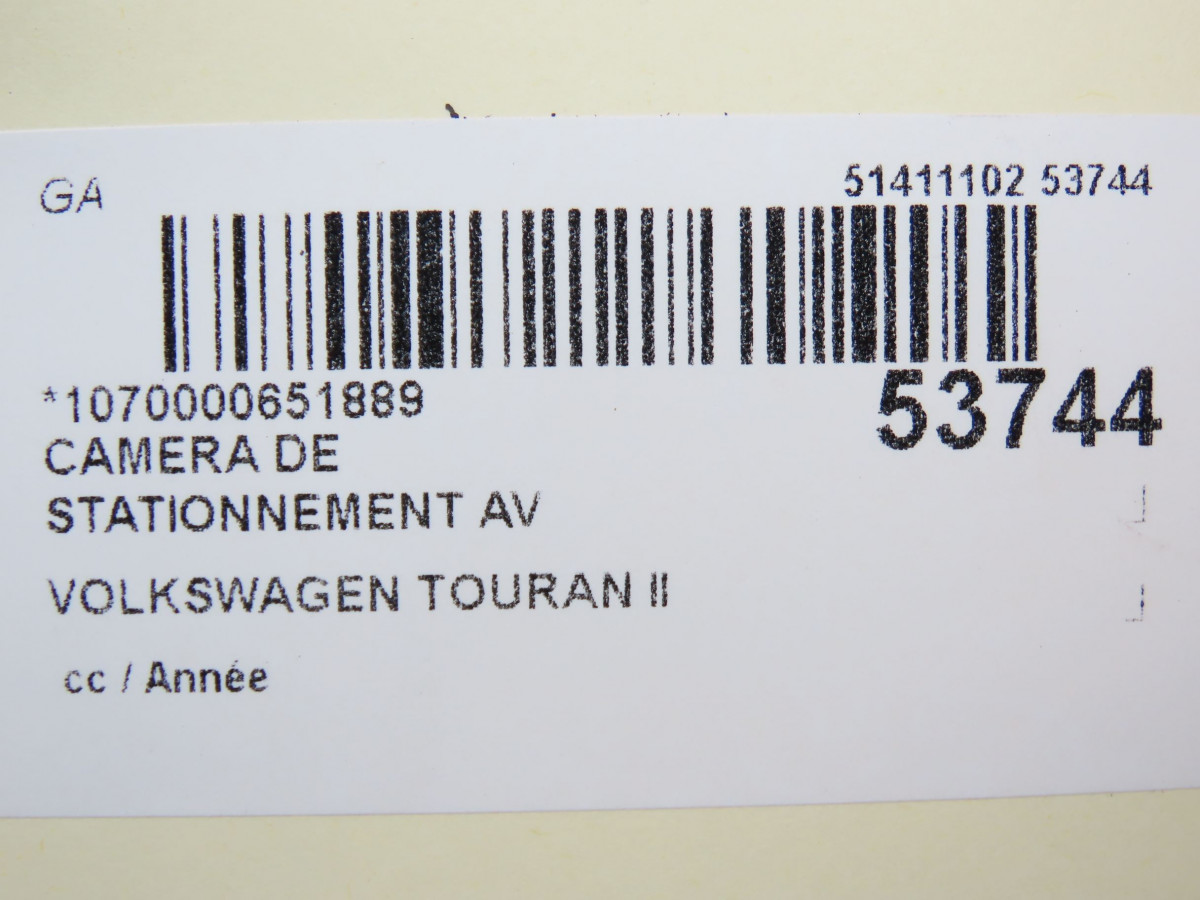 GA
51411102 53744
*1070000651889
53744
CAMERA DE
STATIONNEMENT AV
VOLKSWAGEN TOURAN II
cc / Année